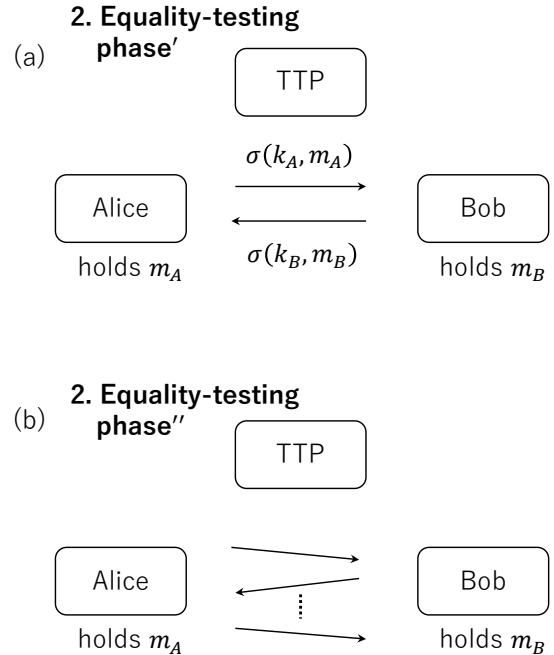 2. Equality-testing
(a) phase′
TTP
σ(k_A, m_A)
Alice Bob
σ(k_B, m_B)
holds m_A holds m_B
2. Equality-testing
(b) phase′′
TTP
Alice Bob
holds m_A holds m_B